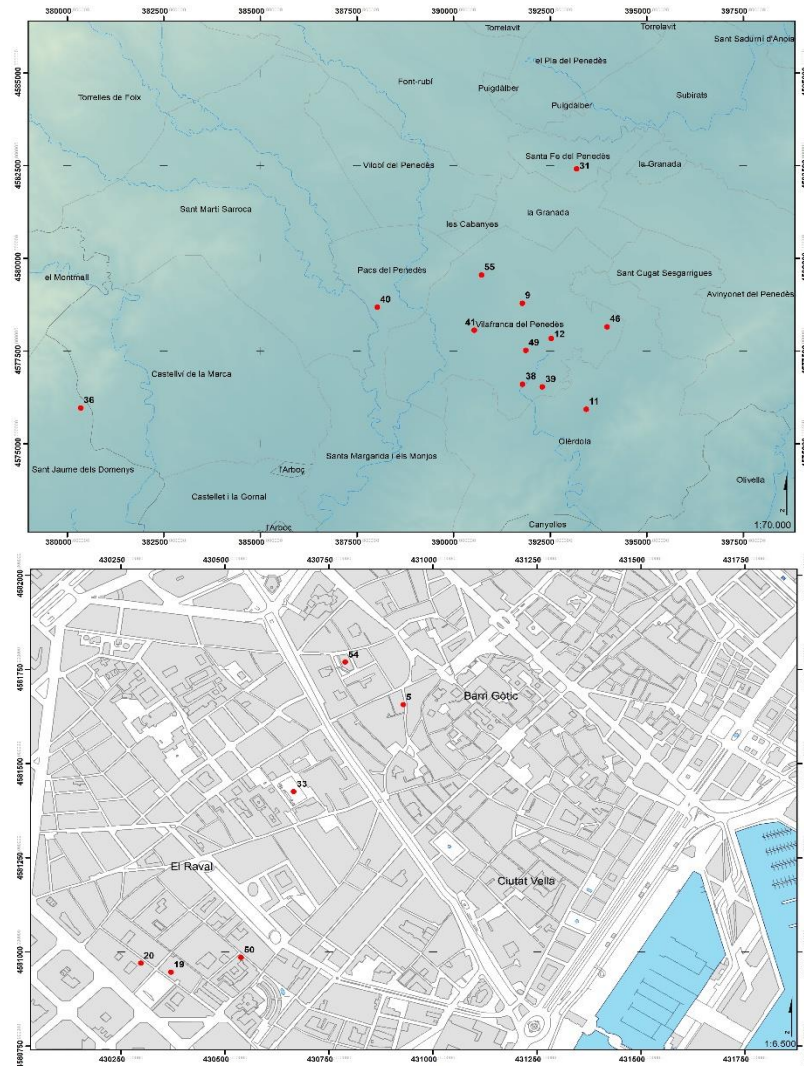 380000 382500 385000 387500 390000 392500 395000 397500
Torrelavit
Torrelavit
Sant Sadurní d'Anoia
el Pla del Penedès
4585000
Font-rubí
Puigdàlber
Subirats
Torrelles de Foix
Puigdàlber
Santa Fe del Penedès
4582500
Vilobí del Penedès
31
la Granada
Sant Martí Sarroca
la Granada
les Cabanyes
4580000
Pacs del Penedès
55
Sant Cugat Sesgarrigues
el Montmell
9
Avinyonet del Penedès
40
41
Vilafranca del Penedès
46
12
4577500
49
Castellví de la Marca
38
39
36
11
Olèrdola
4575000
Santa Margarida i els Monjos
Sant Jaume dels Domenys
l'Arboç
Olivella
Castellet i la Gornal
Canyelles
l'Arboç
1:70.000
380000 382500 385000 387500 390000 392500 395000 397500
430250 430500 430750 431000 431250 431500 431750
4582000
54
4581750
5
Barri Gòtic
4581500
33
4581250
El Raval
Ciutat Vella
4581000
20
19
50
4580750
1:6.500
430250 430500 430750 431000 431250 431500 431750